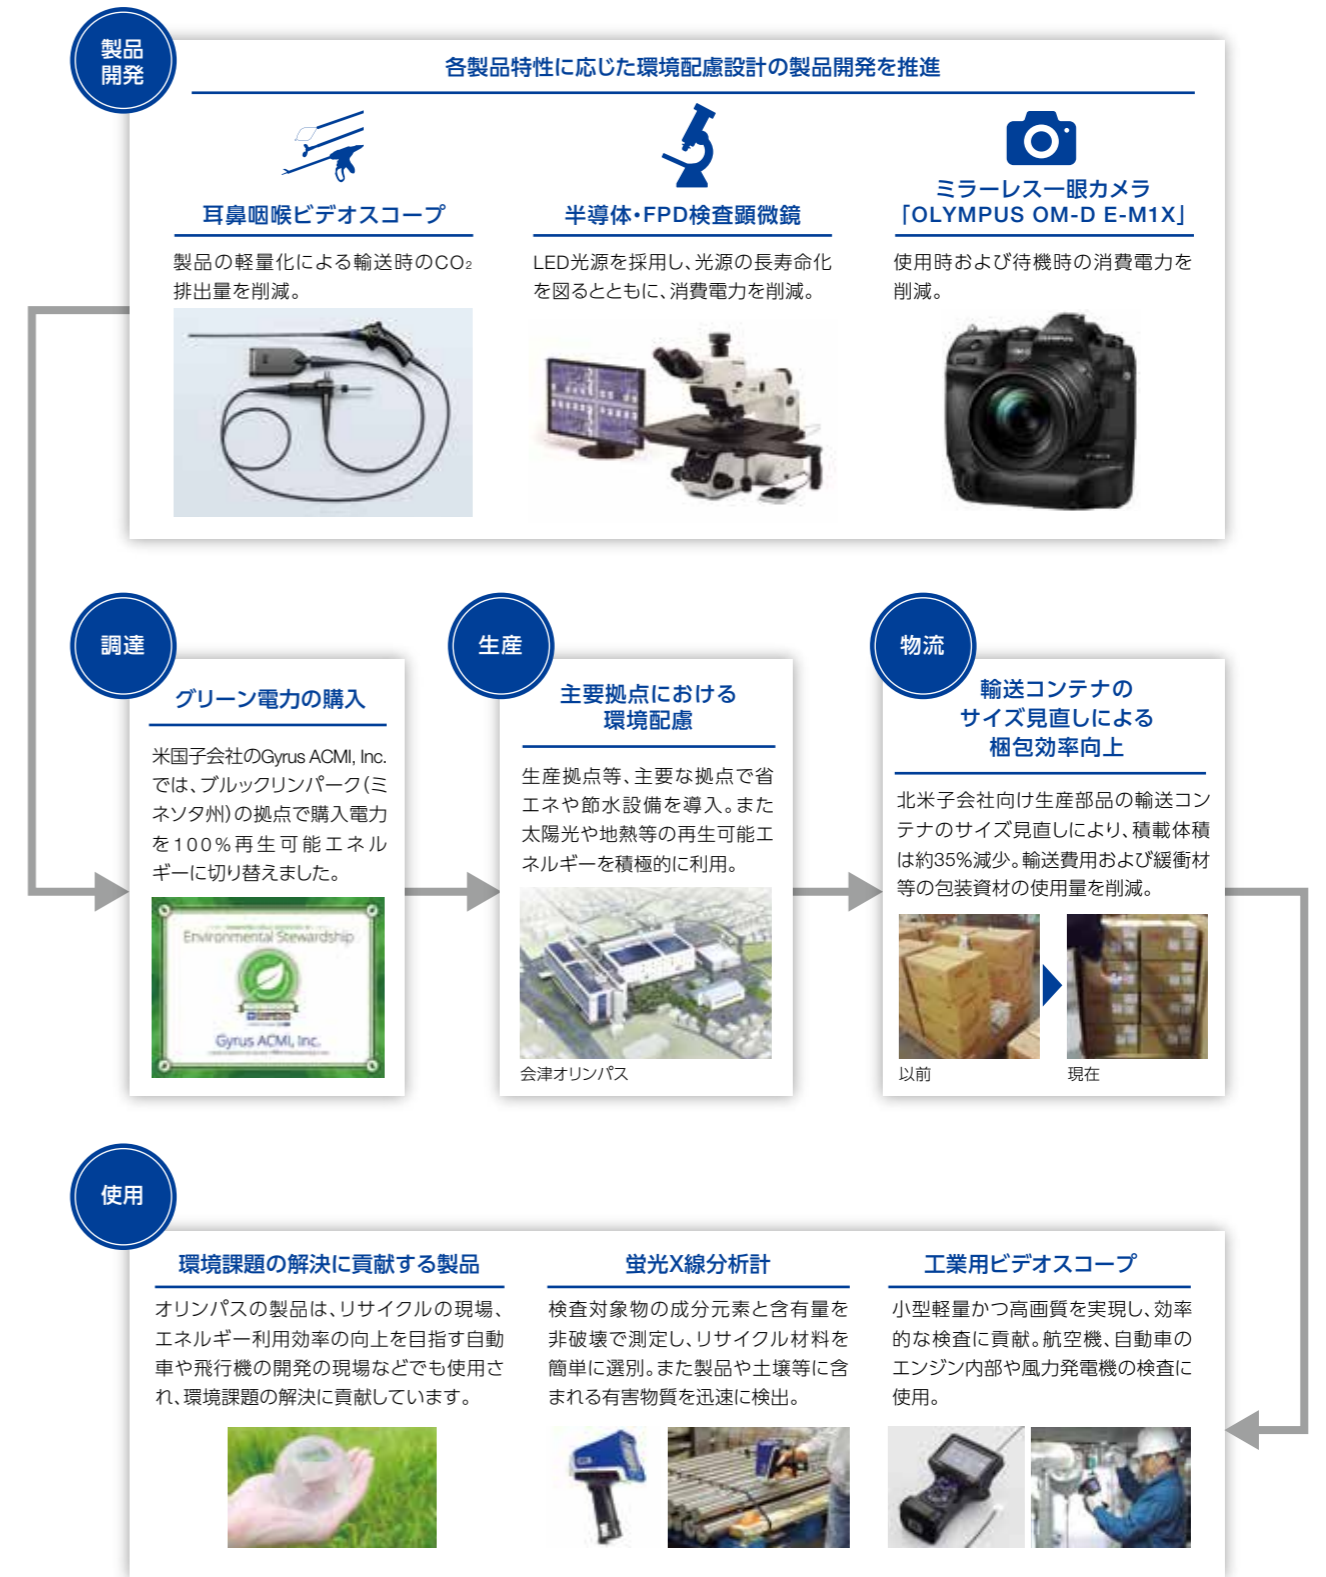 製品
開発
各製品特性に応じた環境配慮設計の製品開発を推進
耳鼻咽喉ビデオスコープ
製品の軽量化による輸送時のCO₂
排出量を削減。
半導体・FPD検査顕微鏡
LED光源を採用し、光源の長寿命化
を図るとともに、消費電力を削減。
ミラーレス一眼カメラ
「OLYMPUS OM-D E-M1X」
使用時および待機時の消費電力を
削減。
OLYMPUS
調達
グリーン電力の購入
米国子会社のGyrus ACMI, Inc.
では、ブルックリンパーク（ミ
ネソタ州）の拠点で購入電力
を100%再生可能エネル
ギーに切り替えました。
Environmental Stewardship
Gyrus ACMI, Inc.
生産
主要拠点における
環境配慮
生産拠点等、主要な拠点で省
エネや節水設備を導入。また
太陽光や地熱等の再生可能エ
ネルギーを積極的に利用。
会津オリンパス
物流
輸送コンテナの
サイズ見直しによる
梱包効率向上
北米子会社向け生産部品の輸送コン
テナのサイズ見直しにより、積載体積
は約35%減少。輸送費用および緩衝材
等の包装資材の使用量を削減。
以前
現在
使用
環境課題の解決に貢献する製品
オリンパスの製品は、リサイクルの現場、
エネルギー利用効率の向上を目指す自動
車や飛行機の開発の現場などでも使用さ
れ、環境課題の解決に貢献しています。
蛍光X線分析計
検査対象物の成分元素と含有量を
非破壊で測定し、リサイクル材料を
簡単に選別。また製品や土壌等に含
まれる有害物質を迅速に検出。
工業用ビデオスコープ
小型軽量かつ高画質を実現し、効率
的な検査に貢献。航空機、自動車の
エンジン内部や風力発電機の検査に
使用。